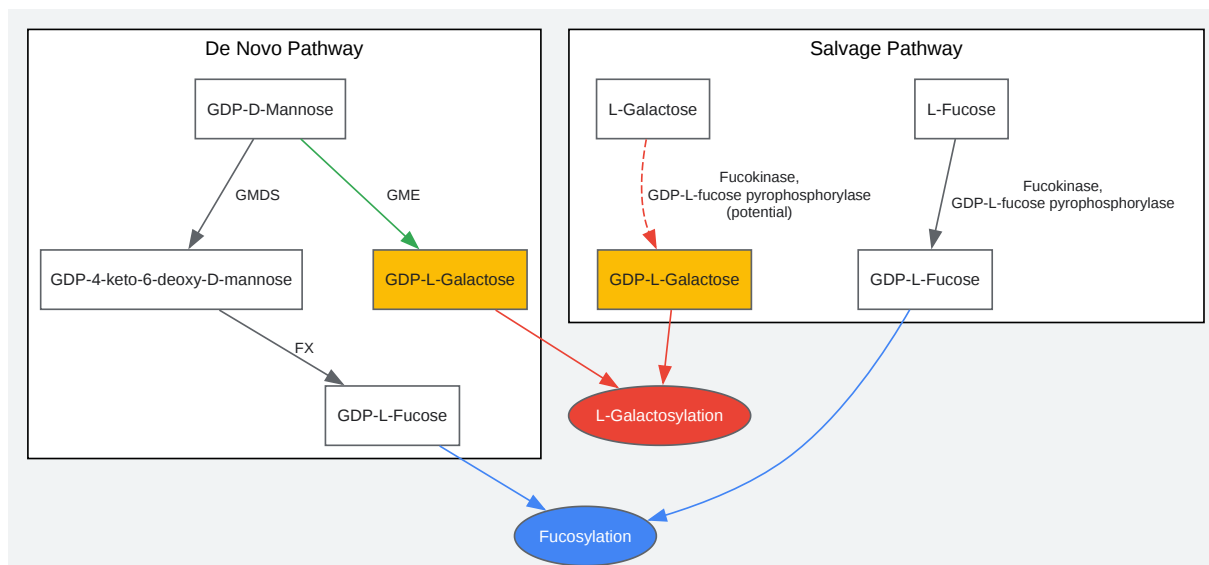 De Novo Pathway
Salvage Pathway
GDP-D-Mannose
L-Galactose
L-Fucose
GMDS
GME
Fucokinase,
GDP-L-fucose pyrophosphorylase
(potential)
Fucokinase,
GDP-L-fucose pyrophosphorylase
GDP-4-keto-6-deoxy-D-mannose
GDP-L-Galactose
GDP-L-Galactose
GDP-L-Fucose
FX
GDP-L-Fucose
L-Galactosylation
Fucosylation